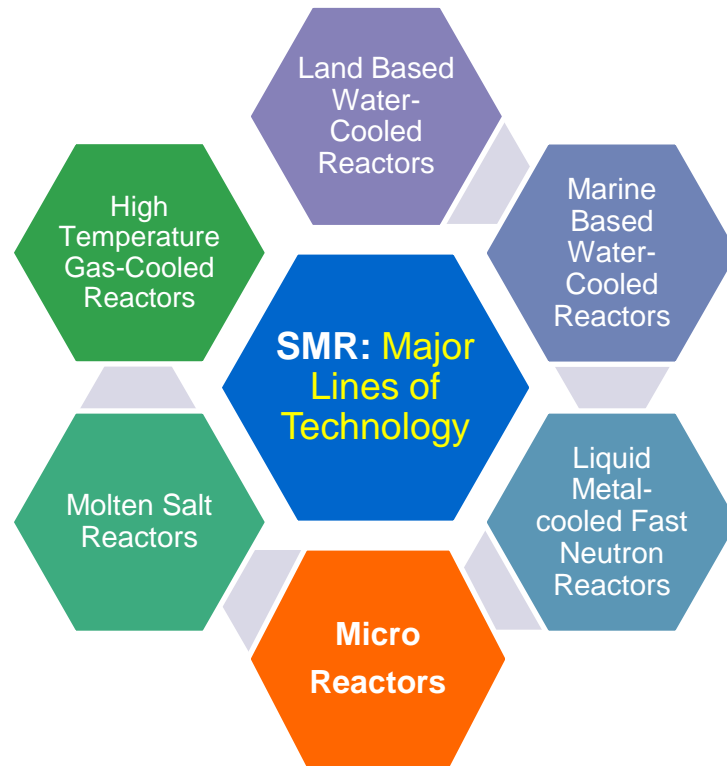 Land Based
Water-
Cooled
Reactors
High
Temperature
Gas-Cooled
Reactors
Marine
Based
Water-
Cooled
Reactors
SMR: Major
Lines of
Technology
Molten Salt
Reactors
Liquid
Metal-
cooled Fast
Neutron
Reactors
Micro
Reactors